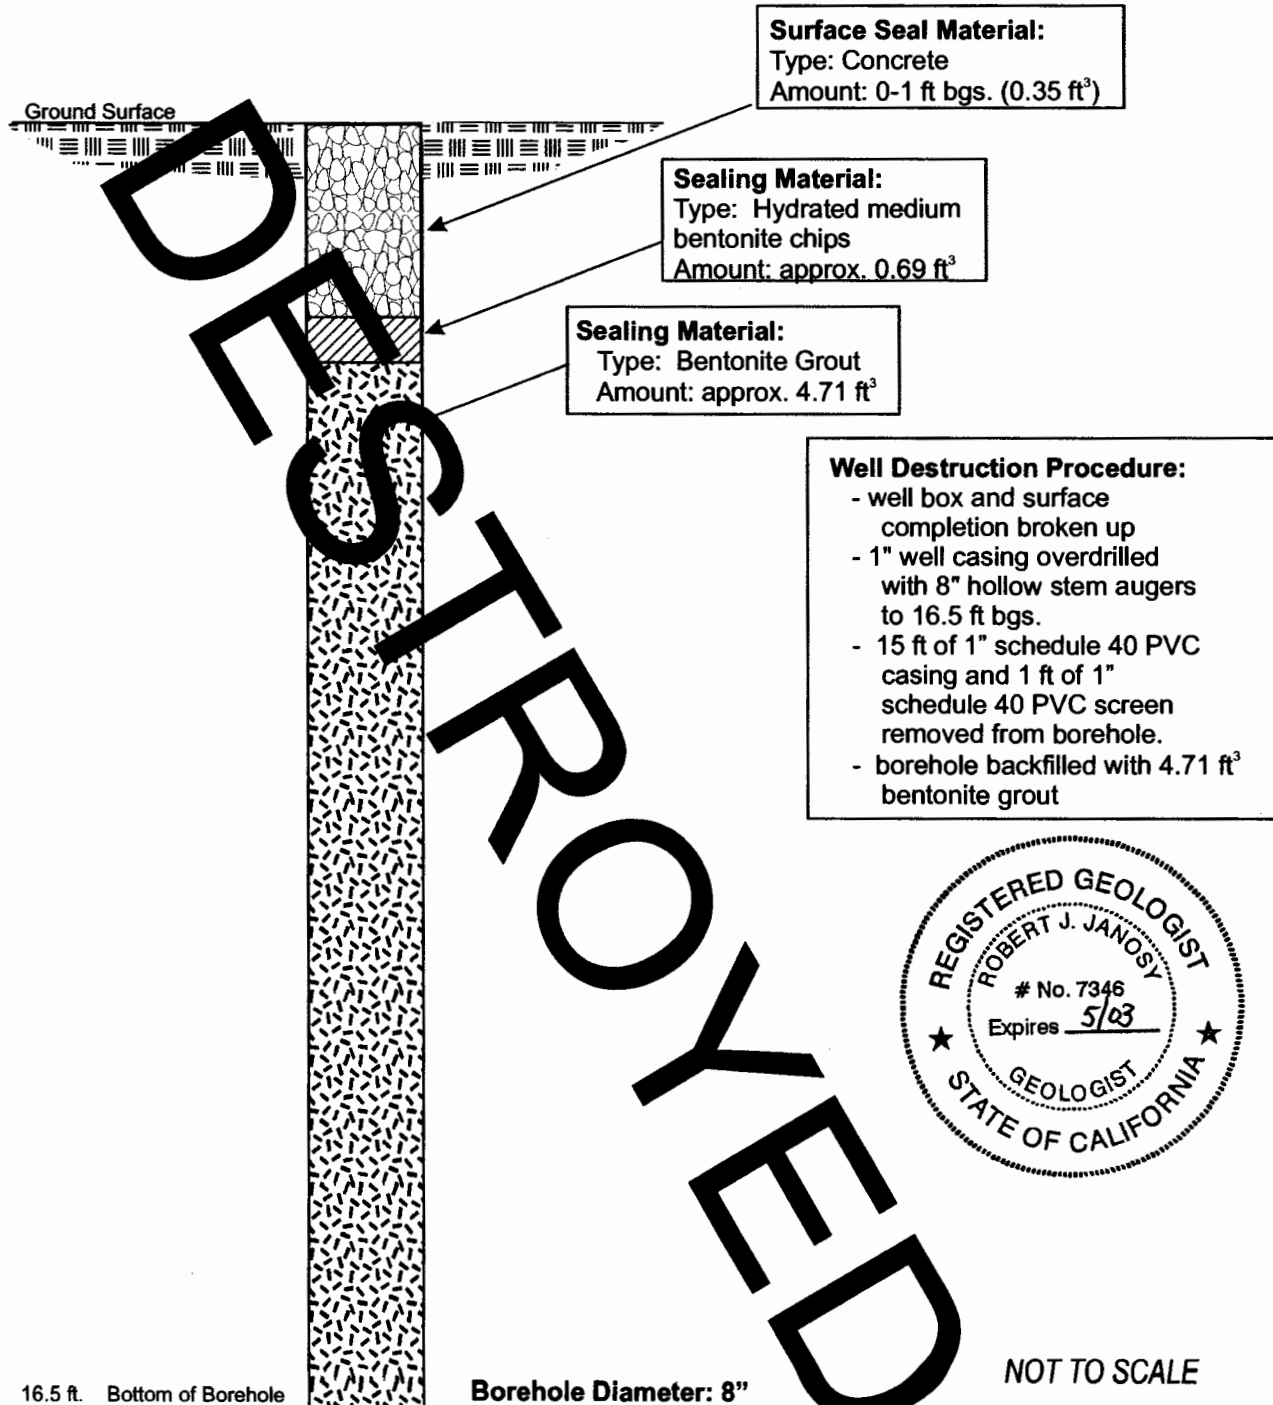 Surface Seal Material:
Type: Concrete
Amount: 0-1 ft bgs. (0.35 ft³)
Ground Surface
Sealing Material:
Type: Hydrated medium
bentonite chips
Amount: approx. 0.69 ft³
Sealing Material:
Type: Bentonite Grout
Amount: approx. 4.71 ft³
Well Destruction Procedure:
- well box and surface
completion broken up
- 1" well casing overdrilled
with 8" hollow stem augers
to 16.5 ft bgs.
- 15 ft of 1" schedule 40 PVC
casing and 1 ft of 1"
schedule 40 PVC screen
removed from borehole.
- borehole backfilled with 4.71 ft³
bentonite grout
DESTROYED
REGISTERED GEOLOGIST
ROBERT J. JANOSY
# No. 7346
Expires 5/03
GEOLOGIST
STATE OF CALIFORNIA
NOT TO SCALE
16.5 ft. Bottom of Borehole
Borehole Diameter: 8"